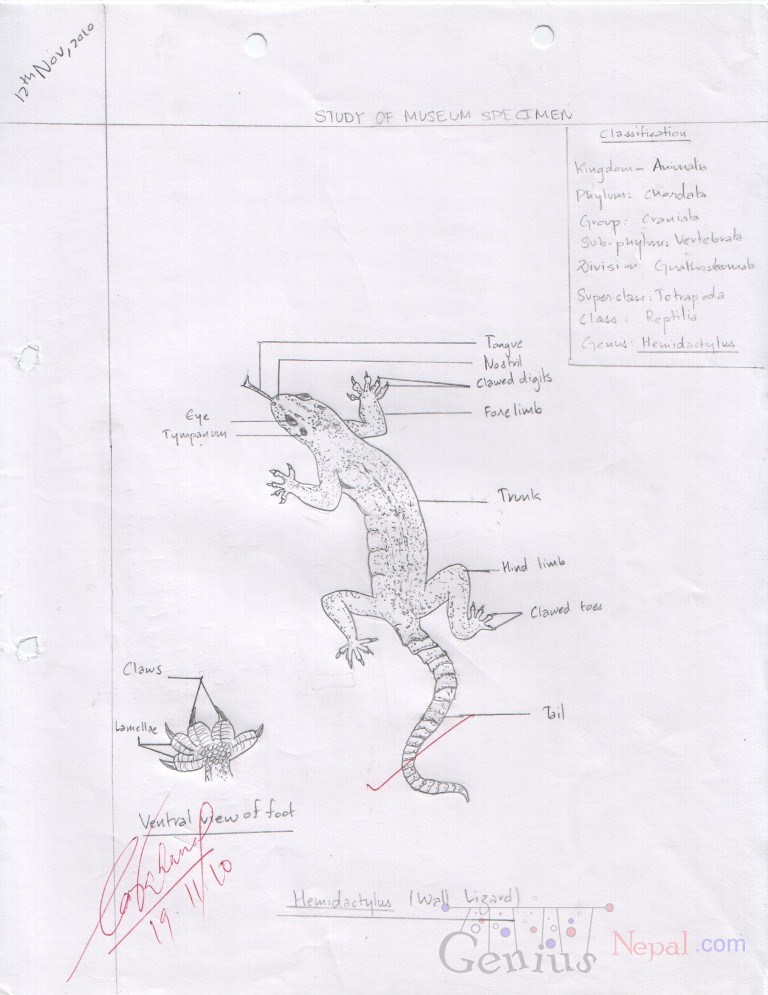 12th Nov, 2010
STUDY OF MUSEUM SPECIMEN
Classification
Kingdom - Animalia
Phylum: Chordata
Group: Craniata
Sub-phylum: Vertebrata
Division Gnathostomata
Super class: Tetrapoda
Class: Reptilia
Genus: Hemidactylus
Tongue
Nostril
Clawed digits
Fore limb
Eye
Tympanum
Trunk
Hind limb
Clawed toes
Claws
Lamellae
Tail
Ventral view of foot
19.11/10
Hemidactylus (Wall Lizard)
Genius Nepal.com